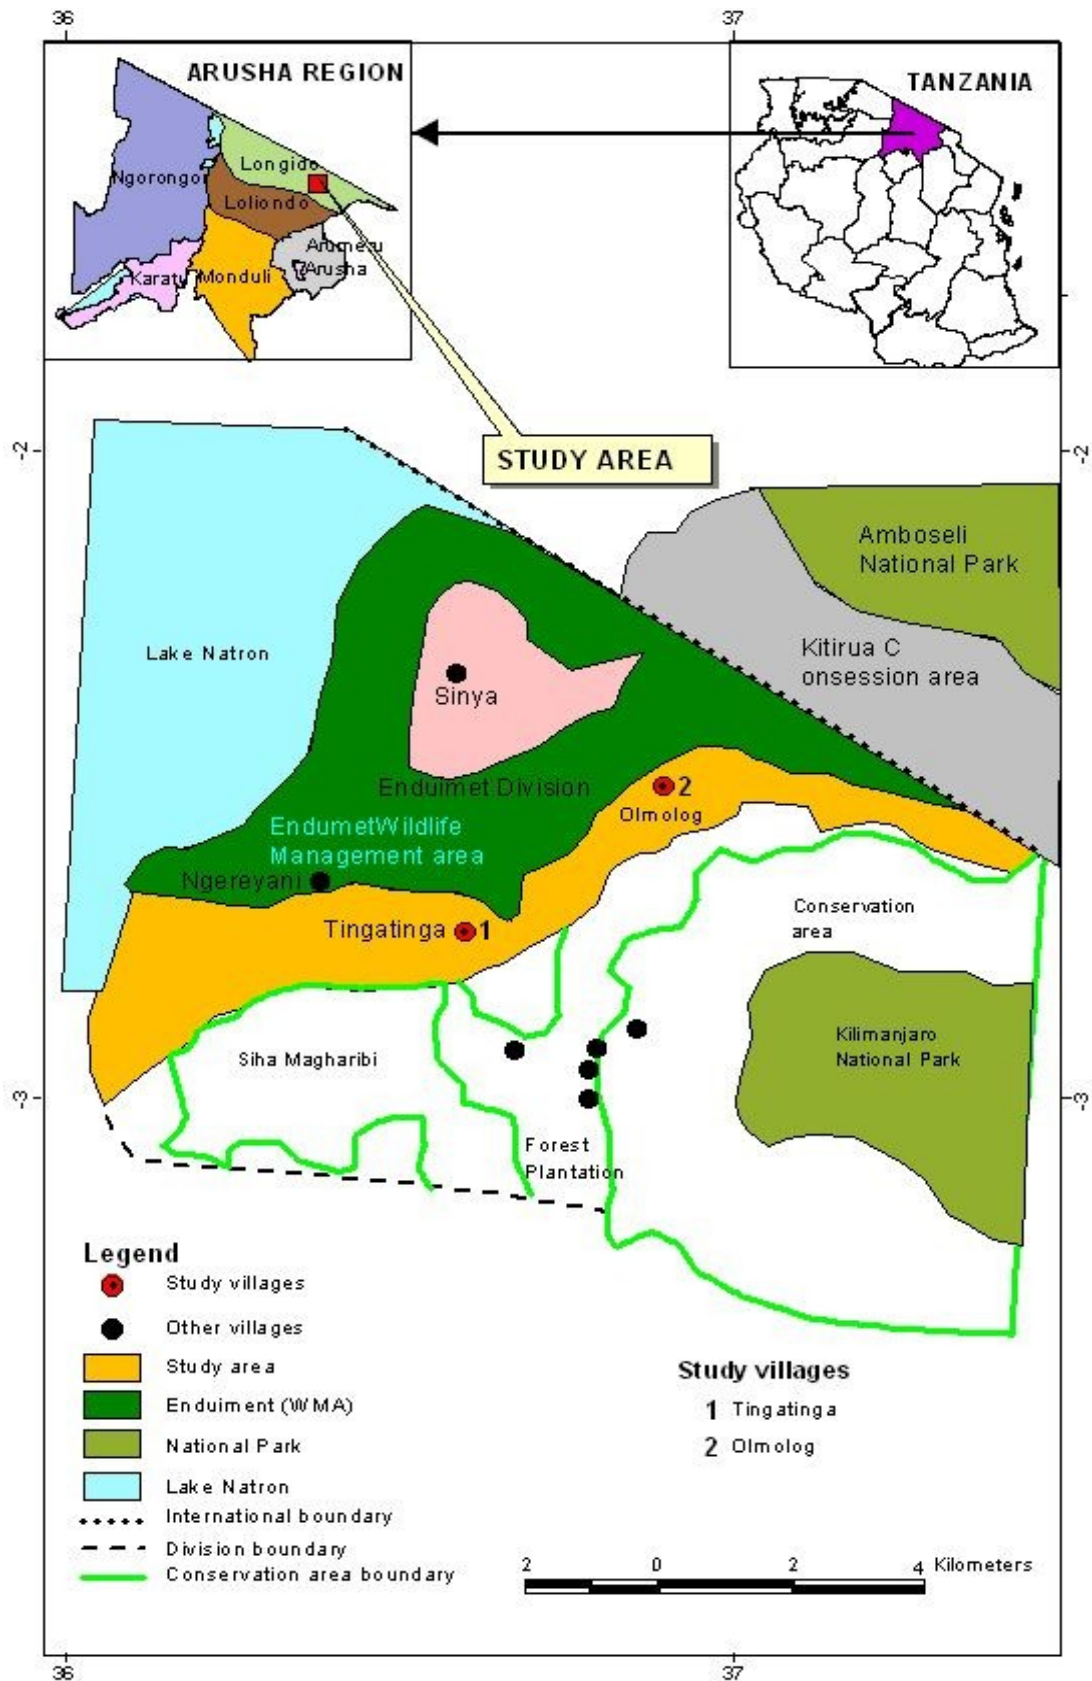 36
37
ARUSHA REGION
TANZANIA
Longido
Ngorongor
Loliondo
Arumeru
Arusha
Karatu
Monduli
STUDY AREA
-2
-2
Amboseli
National Park
Lake Natron
Kitirua C
onsession area
Sinya
Enduimet Division
2
Olmolog
EndumetWildlife
Management area
Ngereyani
Tingatinga
1
Conservation
area
Siha Magharibi
Kilimanjaro
National Park
-3
-3
Forest
Plantation
Legend
Study villages
Other villages
Study area
Enduiment (WMA)
National Park
Lake Natron
International boundary
Division boundary
Conservation area boundary
Study villages
1 Tingatinga
2 Olmolog
2 0 2 4 Kilometers
36
37